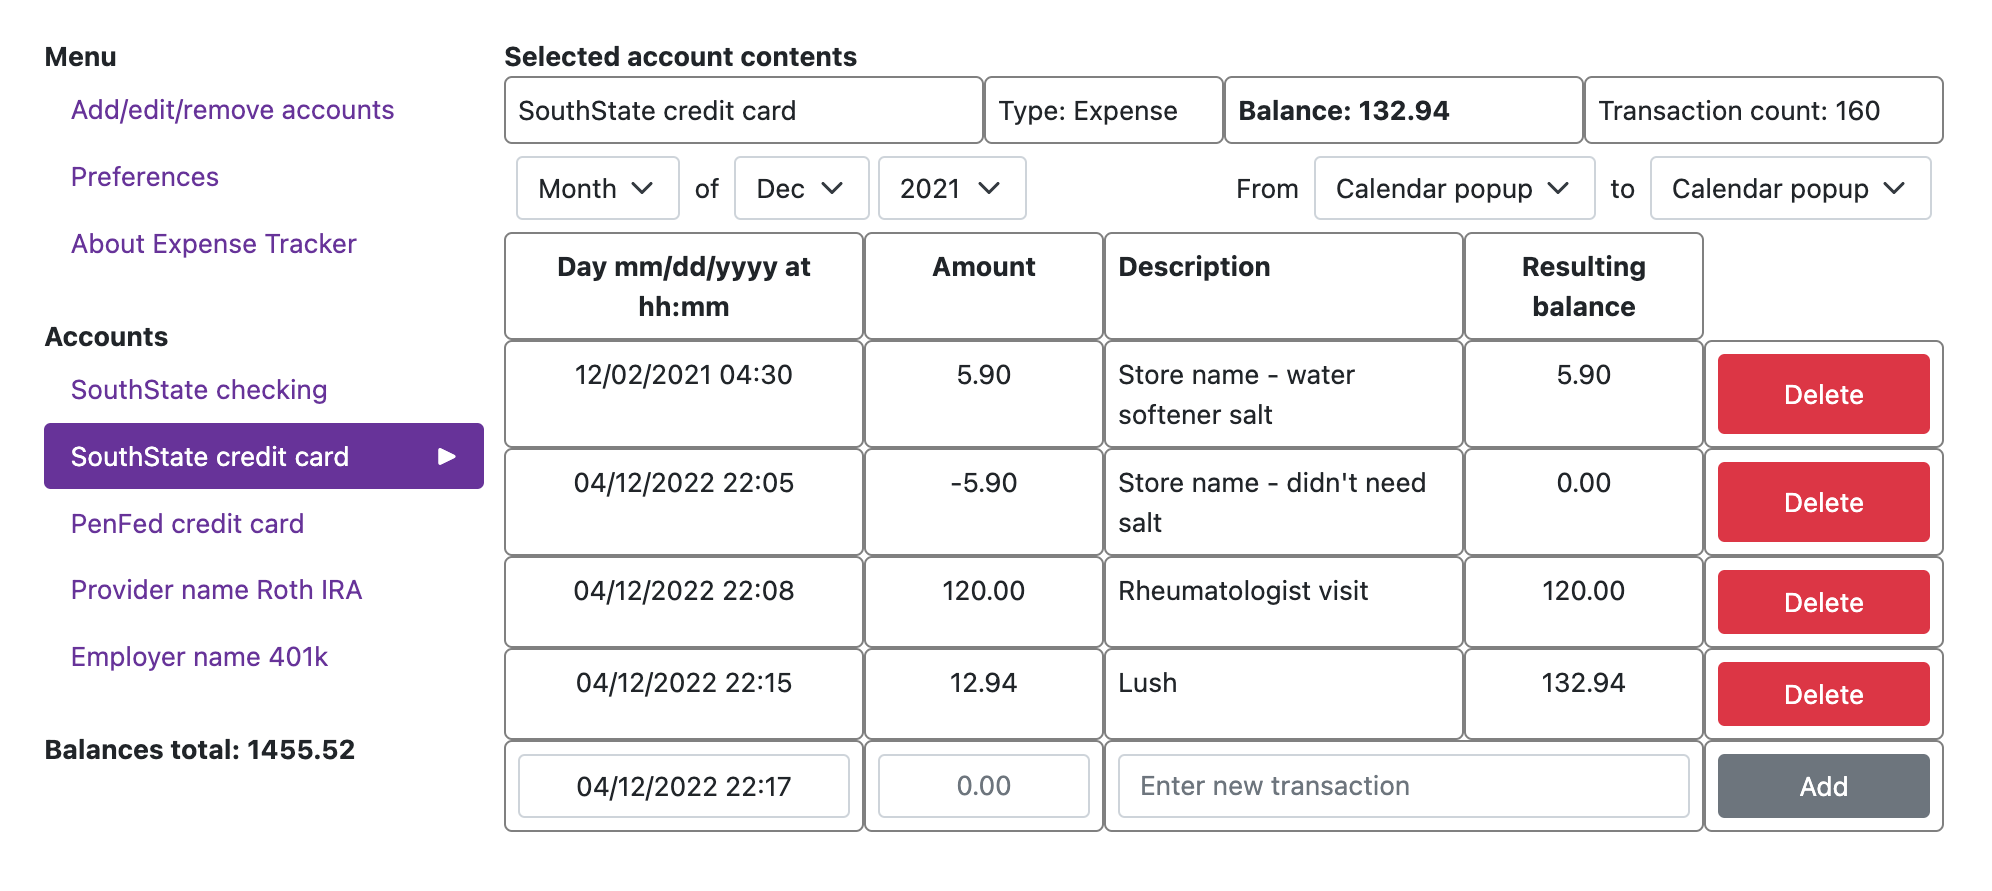 Menu
Add/edit/remove accounts
Preferences
About Expense Tracker
Accounts
SouthState checking
SouthState credit card
PenFed credit card
Provider name Roth IRA
Employer name 401k
Balances total: 1455.52
Selected account contents
SouthState credit card Type: Expense Balance: 132.94 Transaction count: 160
Month of Dec 2021 From Calendar popup to Calendar popup
Day mm/dd/yyyy at
hh:mm
Amount
Description
Resulting
balance
12/02/2021 04:30 5.90 Store name - water
softener salt
5.90 Delete
04/12/2022 22:05 -5.90 Store name - didn't need
salt
0.00 Delete
04/12/2022 22:08 120.00 Rheumatologist visit 120.00 Delete
04/12/2022 22:15 12.94 Lush 132.94 Delete
04/12/2022 22:17 0.00 Enter new transaction Add